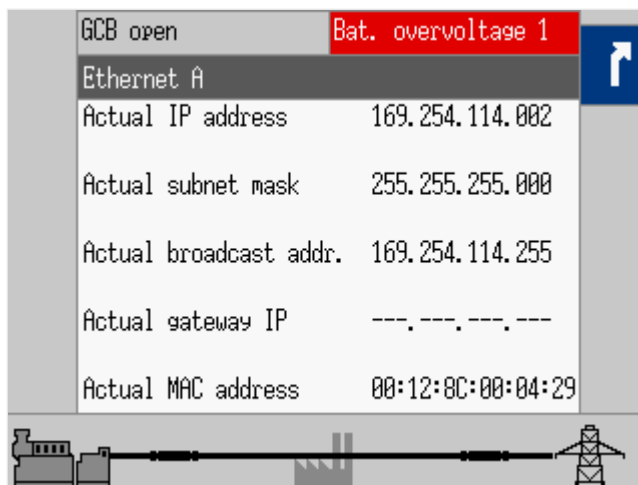 GCB open Bat. overvoltage 1
Ethernet A
Actual IP address 169.254.114.002
Actual subnet mask 255.255.255.000
Actual broadcast addr. 169.254.114.255
Actual gateway IP ---.---.---.---
Actual MAC address 00:12:8C:00:04:29